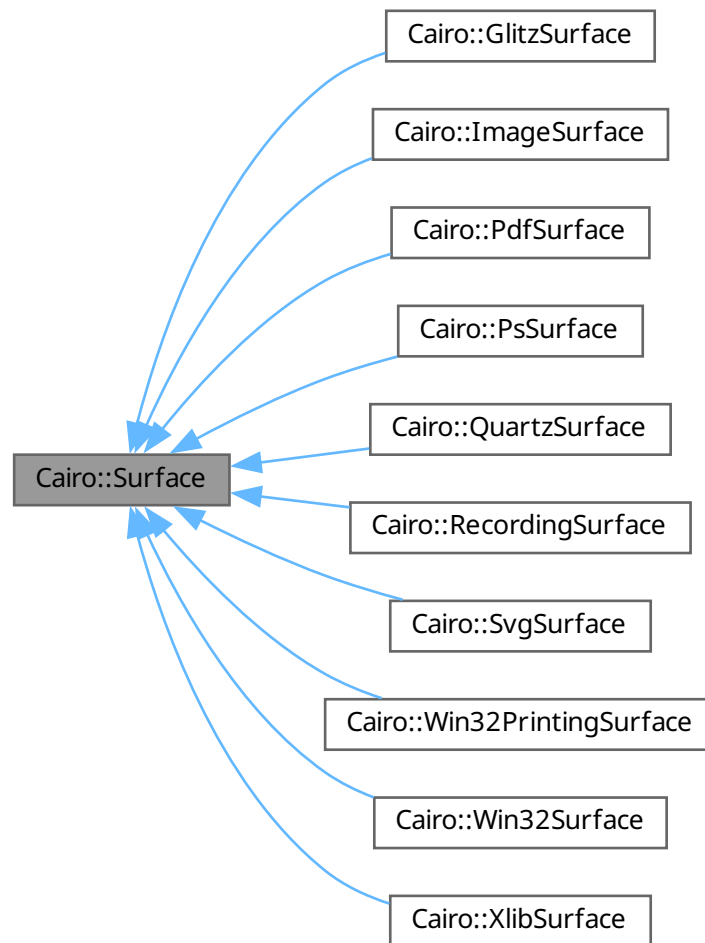 Cairo::GlitzSurface
Cairo::ImageSurface
Cairo::PdfSurface
Cairo::PsSurface
Cairo::QuartzSurface
Cairo::Surface
Cairo::RecordingSurface
Cairo::SvgSurface
Cairo::Win32PrintingSurface
Cairo::Win32Surface
Cairo::XlibSurface